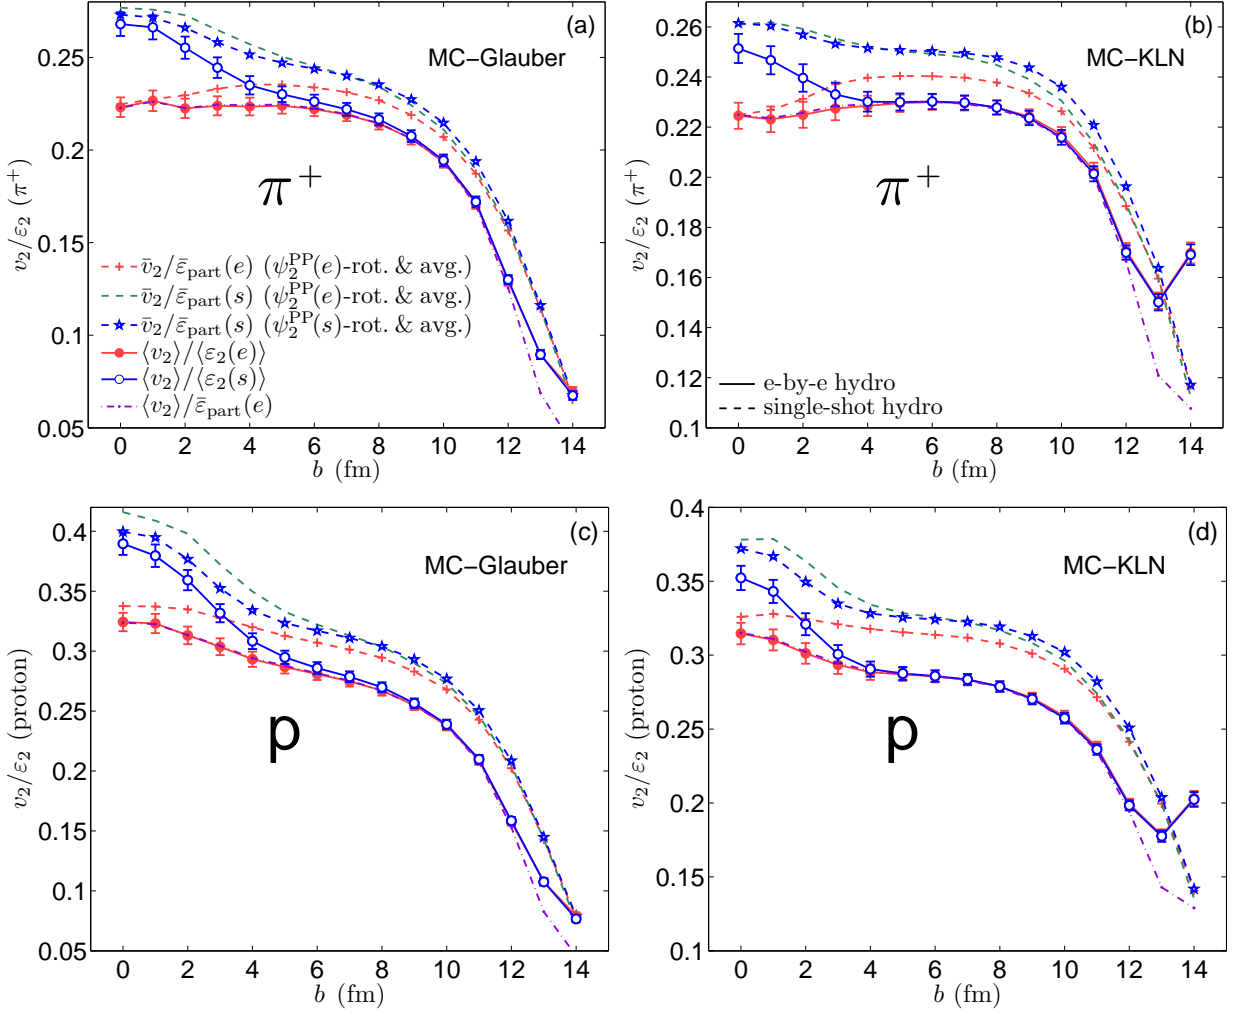 (a)
MC−Glauber
π⁺
v₂/ε₂ (π⁺)
0.25
0.2
0.15
0.1
0.05
v̄₂/ε̄part(e) (ψ₂^PP(e)-rot. & avg.)
v̄₂/ε̄part(s) (ψ₂^PP(e)-rot. & avg.)
v̄₂/ε̄part(s) (ψ₂^PP(s)-rot. & avg.)
⟨v₂⟩/⟨ε₂(e)⟩
⟨v₂⟩/⟨ε₂(s)⟩
⟨v₂⟩/ε̄part(e)
0 2 4 6 8 10 12 14
b (fm)
(b)
MC−KLN
π⁺
v₂/ε₂ (π⁺)
0.26
0.24
0.22
0.2
0.18
0.16
0.14
0.12
0.1
e-by-e hydro
single-shot hydro
0 2 4 6 8 10 12 14
b (fm)
(c)
MC−Glauber
p
v₂/ε₂ (proton)
0.4
0.35
0.3
0.25
0.2
0.15
0.1
0.05
0 2 4 6 8 10 12 14
b (fm)
(d)
MC−KLN
p
v₂/ε₂ (proton)
0.4
0.35
0.3
0.25
0.2
0.15
0.1
0 2 4 6 8 10 12 14
b (fm)